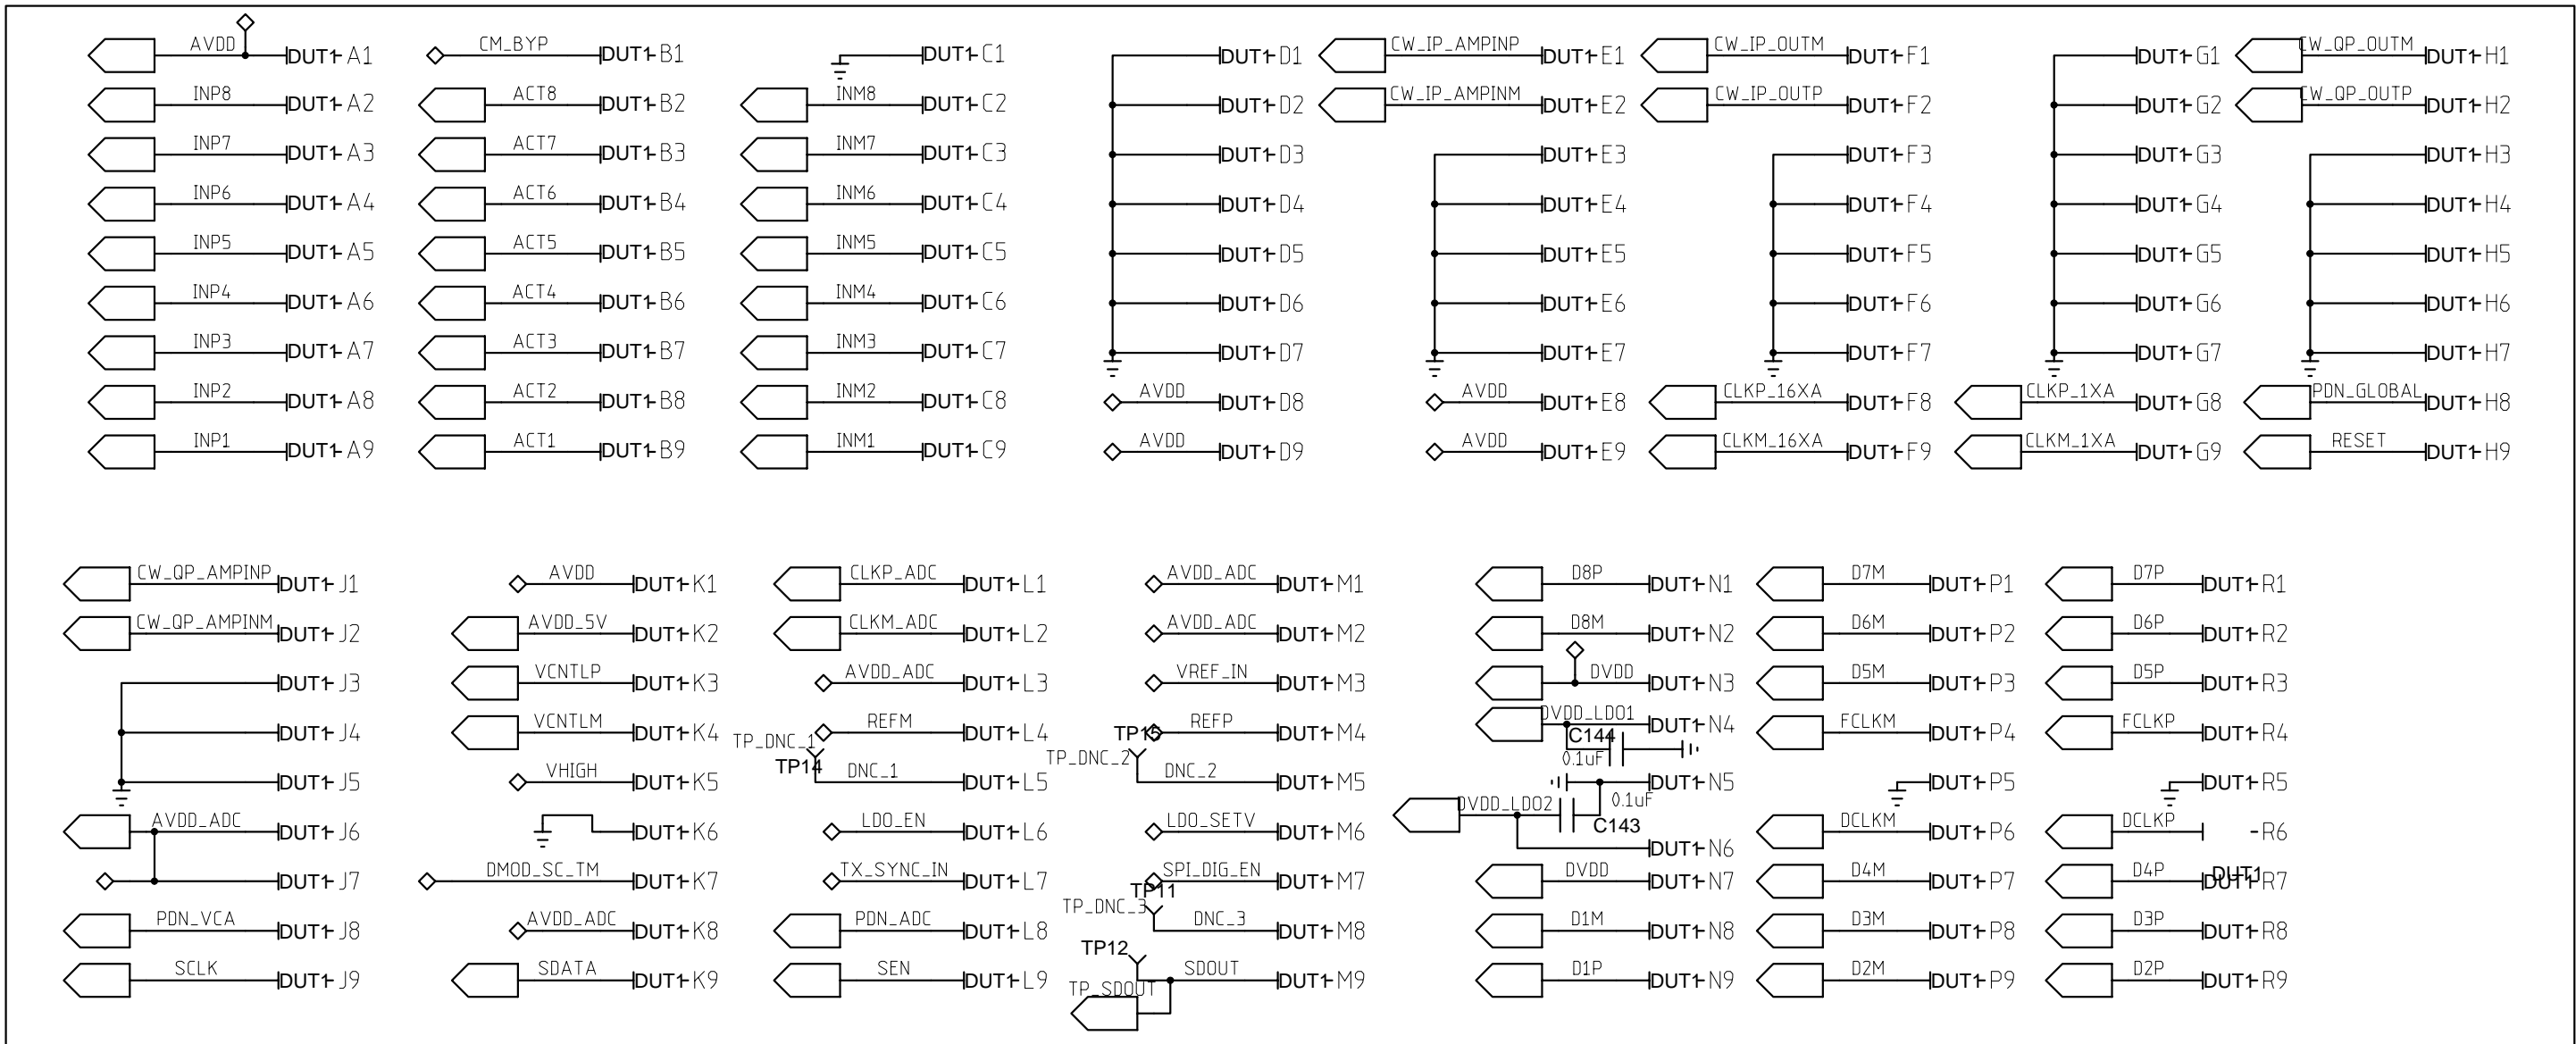 AVDD DUT1 A1 CM_BYP DUT1 B1 DUT1 C1 DUT1 D1 CW_IP_AMPINP DUT1 E1 CW_IP_OUTM DUT1 F1 DUT1 G1 CW_QP_OUTM DUT1 H1
INP8 DUT1 A2 ACT8 DUT1 B2 INM8 DUT1 C2 DUT1 D2 CW_IP_AMPINM DUT1 E2 CW_IP_OUTP DUT1 F2 DUT1 G2 CW_QP_OUTP DUT1 H2
INP7 DUT1 A3 ACT7 DUT1 B3 INM7 DUT1 C3 DUT1 D3 DUT1 E3 DUT1 F3 DUT1 G3 DUT1 H3
INP6 DUT1 A4 ACT6 DUT1 B4 INM6 DUT1 C4 DUT1 D4 DUT1 E4 DUT1 F4 DUT1 G4 DUT1 H4
INP5 DUT1 A5 ACT5 DUT1 B5 INM5 DUT1 C5 DUT1 D5 DUT1 E5 DUT1 F5 DUT1 G5 DUT1 H5
INP4 DUT1 A6 ACT4 DUT1 B6 INM4 DUT1 C6 DUT1 D6 DUT1 E6 DUT1 F6 DUT1 G6 DUT1 H6
INP3 DUT1 A7 ACT3 DUT1 B7 INM3 DUT1 C7 DUT1 D7 DUT1 E7 DUT1 F7 DUT1 G7 DUT1 H7
INP2 DUT1 A8 ACT2 DUT1 B8 INM2 DUT1 C8 AVDD DUT1 D8 AVDD DUT1 E8 CLKP_16XA DUT1 F8 CLKP_1XA DUT1 G8 PDN_GLOBAL DUT1 H8
INP1 DUT1 A9 ACT1 DUT1 B9 INM1 DUT1 C9 AVDD DUT1 D9 AVDD DUT1 E9 CLKM_16XA DUT1 F9 CLKM_1XA DUT1 G9 RESET DUT1 H9
CW_QP_AMPINP DUT1 J1 AVDD DUT1 K1 CLKP_ADC DUT1 L1 AVDD_ADC DUT1 M1 D8P DUT1 N1 D7M DUT1 P1 D7P DUT1 R1
CW_QP_AMPINM DUT1 J2 AVDD_5V DUT1 K2 CLKM_ADC DUT1 L2 AVDD_ADC DUT1 M2 D8M DUT1 N2 D6M DUT1 P2 D6P DUT1 R2
DUT1 J3 VCNTLP DUT1 K3 AVDD_ADC DUT1 L3 VREF_IN DUT1 M3 DVDD DUT1 N3 D5M DUT1 P3 D5P DUT1 R3
DUT1 J4 VCNTLM DUT1 K4 REFM DUT1 L4 REFP DUT1 M4 DVDD_LDO1 DUT1 N4 FCLKM DUT1 P4 FCLKP DUT1 R4
TP_DNC_1 TP15 C144
TP14 TP_DNC_2 0.1uF
DUT1 J5 VHIGH DUT1 K5 DNC_1 DUT1 L5 DNC_2 DUT1 M5 DUT1 N5 DUT1 P5 DUT1 R5
DVDD_LDO2 0.1uF
C143
AVDD_ADC DUT1 J6 DUT1 K6 LDO_EN DUT1 L6 LDO_SETV DUT1 M6 DUT1 N6 DCLKM DUT1 P6 DCLKP R6
DUT1 J7 DMOD_SC_TM DUT1 K7 TX_SYNC_IN DUT1 L7 SPI_DIG_EN DUT1 M7 DVDD DUT1 N7 D4M DUT1 P7 D4P DUT1 DUT1 R7
TP11
TP_DNC_3
PDN_VCA DUT1 J8 AVDD_ADC DUT1 K8 PDN_ADC DUT1 L8 DNC_3 DUT1 M8 D1M DUT1 N8 D3M DUT1 P8 D3P DUT1 R8
TP12
SCLK DUT1 J9 SDATA DUT1 K9 SEN DUT1 L9 SDOUT DUT1 M9 D1P DUT1 N9 D2M DUT1 P9 D2P DUT1 R9
TP_SDOUT